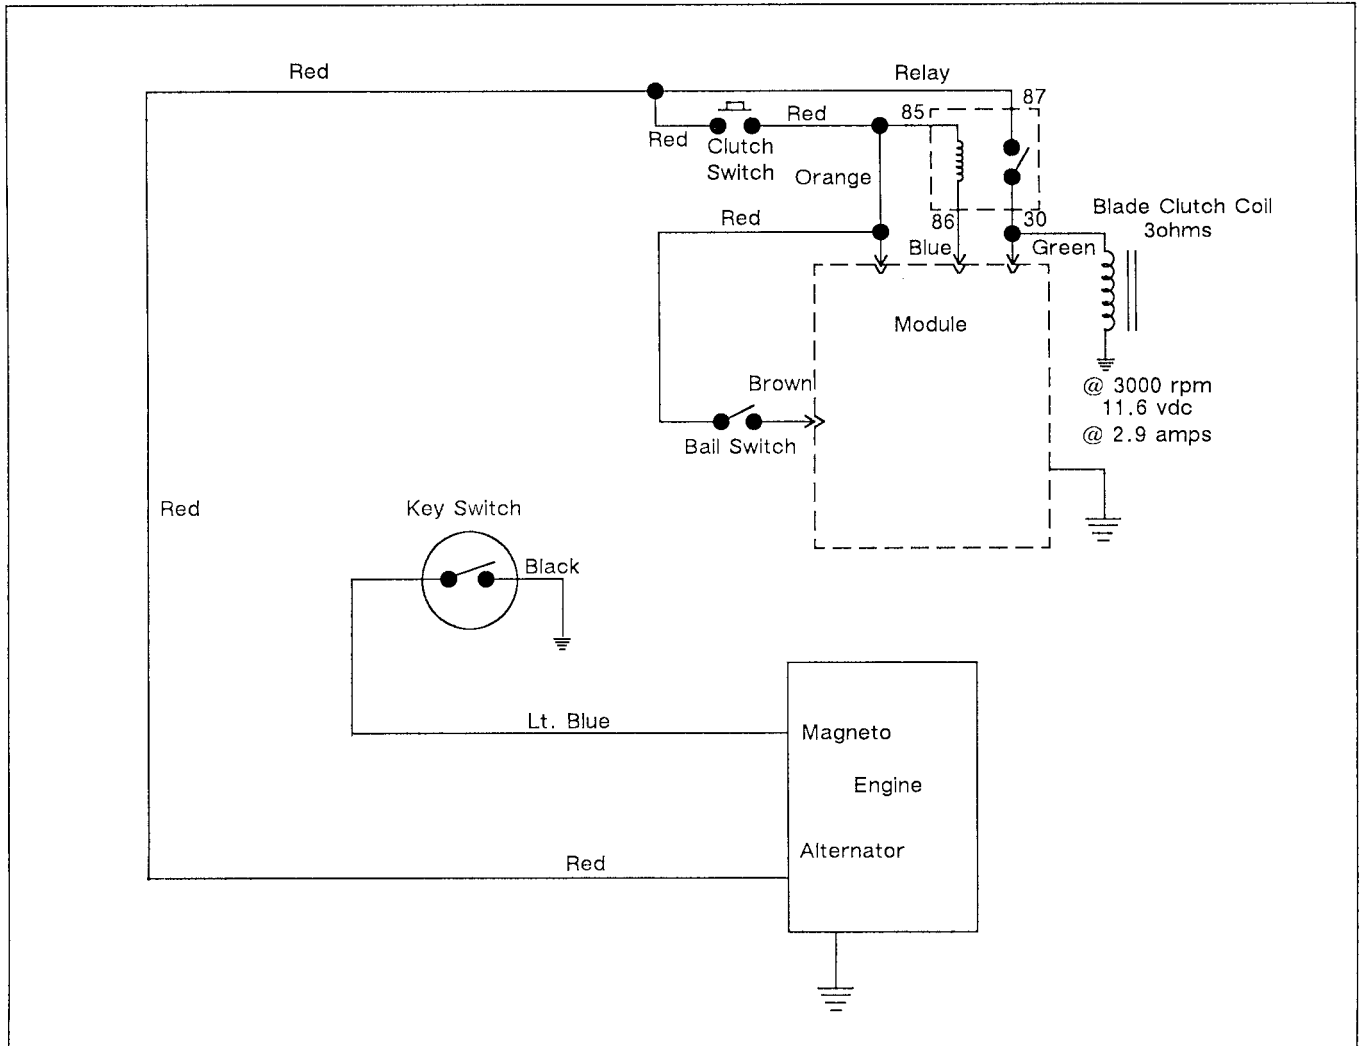 Red
Relay
87
85
Red
Red
Clutch
Switch
Orange
Blade Clutch Coil
3ohms
Red
86
30
Blue
Green
Module
Brown
@ 3000 rpm
11.6 vdc
@ 2.9 amps
Bail Switch
Red
Key Switch
Black
Lt. Blue
Magneto
Engine
Alternator
Red